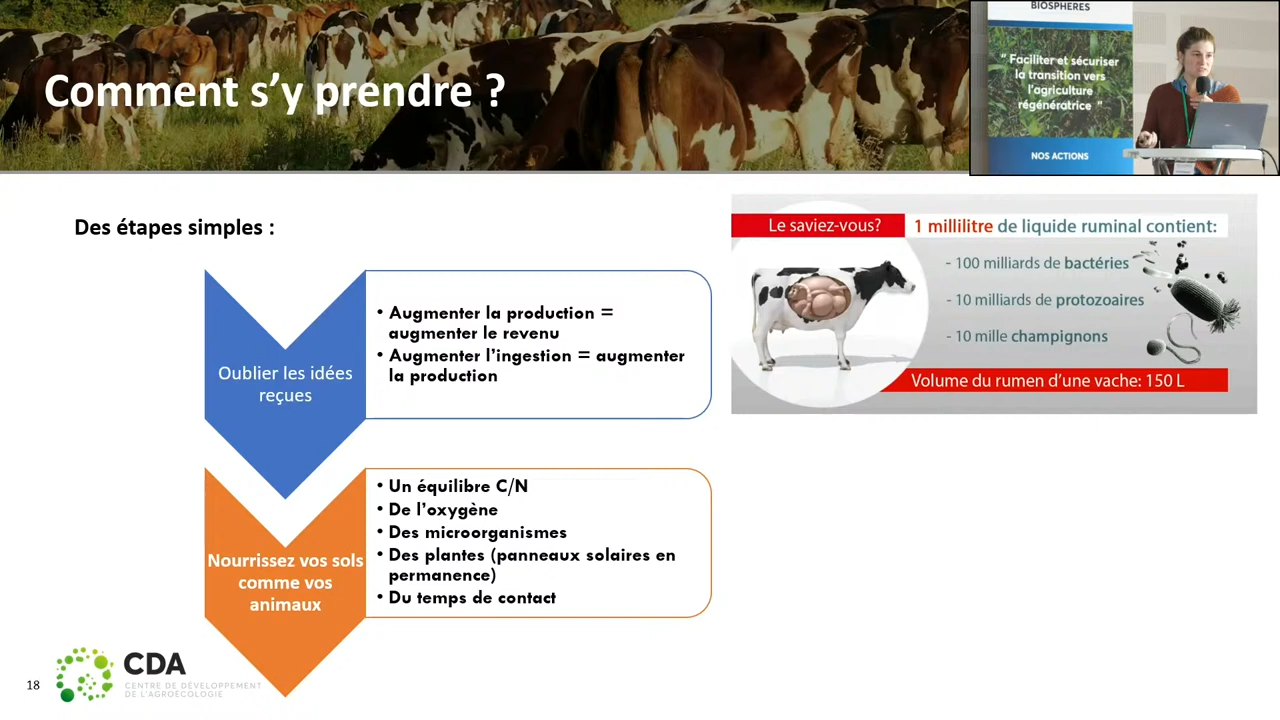 Comment s’y prendre ?
BIOSPHERES
“ Faciliter et sécuriser
la transition vers
l’agriculture
régénératrice ”
NOS ACTIONS
Des étapes simples :
Oublier les idées
reçues
• Augmenter la production =
augmenter le revenu
• Augmenter l’ingestion = augmenter
la production
Nourrissez vos sols
comme vos
animaux
• Un équilibre C/N
• De l’oxygène
• Des microorganismes
• Des plantes (panneaux solaires en
permanence)
• Du temps de contact
Le saviez-vous?
1 millilitre de liquide ruminal contient:
- 100 milliards de bactéries
- 10 milliards de protozoaires
- 10 mille champignons
Volume du rumen d’une vache: 150 L
18
CDA
CENTRE DE DÉVELOPPEMENT
DE L’AGROÉCOLOGIE